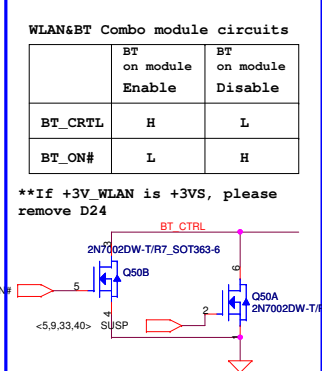 WLAN&BT Combo module circuits
BT on module Enable
BT on module Disable
BT_CRTL H L
BT_ON# L H
**If +3V_WLAN is +3VS, please
remove D24
BT_CTRL
2N7002DW-T/R7_SOT363-6
3
Q50B
6
N#
5
Q50A
2N7002DW-T/R
2
4
<5,9,33,40> SUSP
1